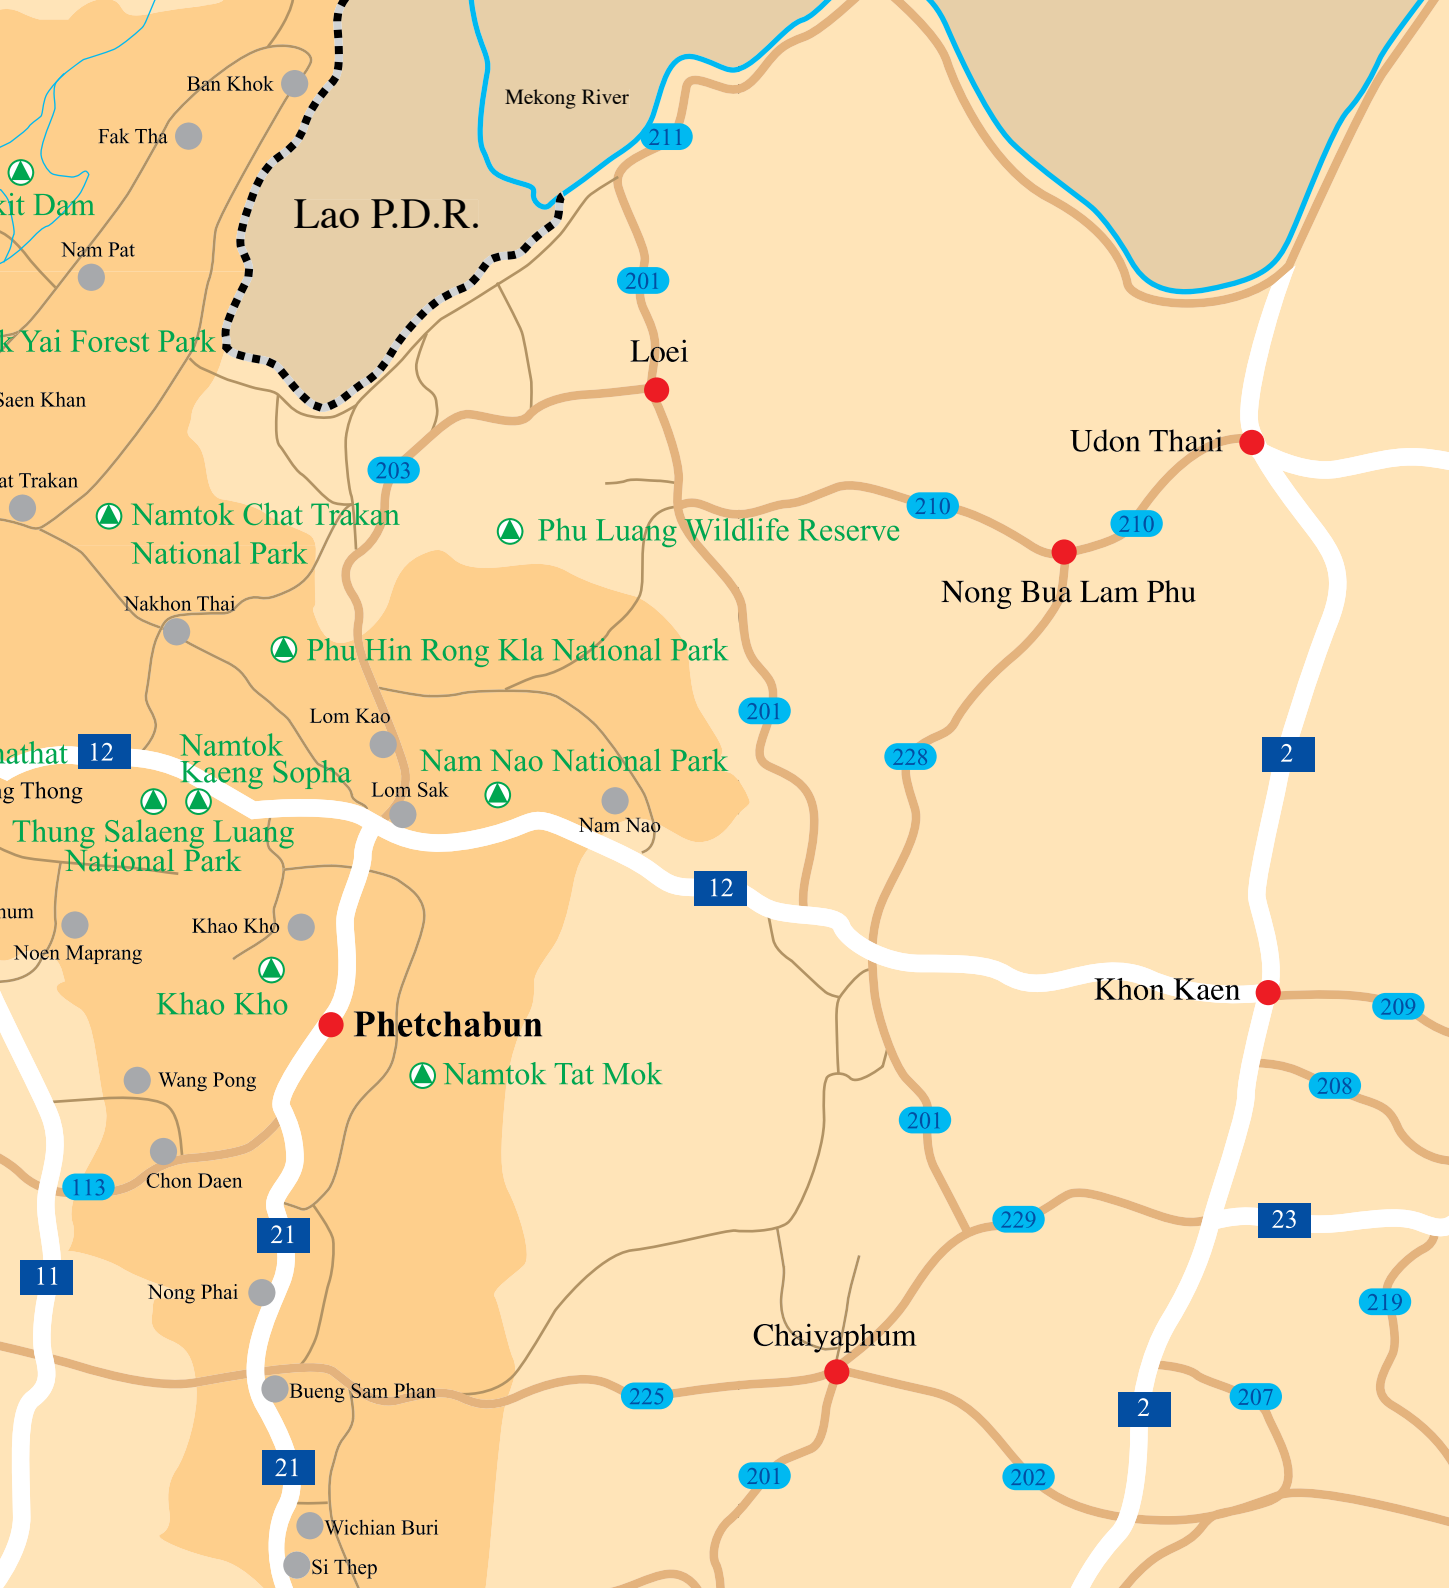 Ban Khok
Mekong River
Fak Tha
211
kit Dam
Lao P.D.R.
Nam Pat
201
k Yai Forest Park
Loei
Saen Khan
Udon Thani
203
at Trakan
210
Namtok Chat Trakan
National Park
Phu Luang Wildlife Reserve
210
Nong Bua Lam Phu
Nakhon Thai
Phu Hin Rong Kla National Park
Lom Kao
201
hathat
12
Namtok
Kaeng Sopha
Nam Nao National Park
228
2
ng Thong
Lom Sak
Nam Nao
Thung Salaeng Luang
National Park
12
hum
Khao Kho
Noen Maprang
Khon Kaen
Khao Kho
209
Phetchabun
Wang Pong
Namtok Tat Mok
208
201
Chon Daen
113
21
229
23
11
Nong Phai
219
Chaiyaphum
Bueng Sam Phan
225
2
207
21
201
202
Wichian Buri
Si Thep